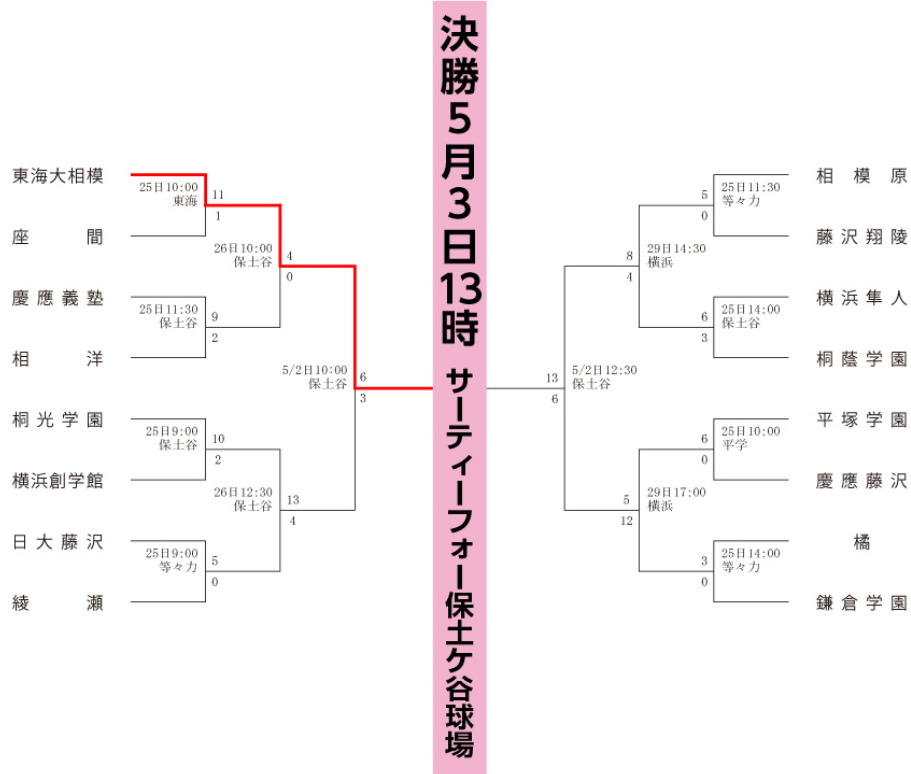 決勝5月3日13時 サーティーフォー保土ケ谷球場
東海大相模
25日10:00
東海
11
1
座間
26日10:00
保土谷
4
0
慶應義塾
25日11:30
保土谷
9
2
相洋
5/2日10:00
保土谷
6
3
桐光学園
25日9:00
保土谷
10
2
横浜創学館
26日12:30
保土谷
13
4
日大藤沢
25日9:00
等々力
5
0
綾瀬
相模原
5
25日11:30
等々力
0
藤沢翔陵
8
29日14:30
横浜
4
横浜隼人
6
25日14:00
保土谷
3
桐蔭学園
13
5/2日12:30
保土谷
6
平塚学園
6
25日10:00
平学
0
慶應藤沢
5
29日17:00
横浜
12
橘
3
25日14:00
等々力
0
鎌倉学園